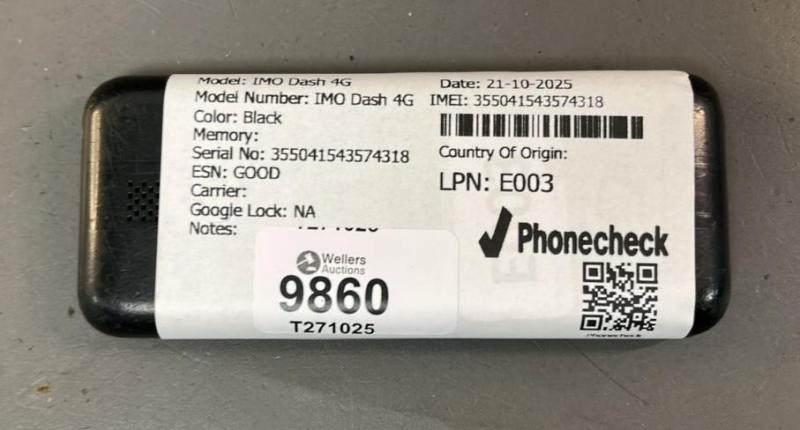 Model: IMO Dash 4G
Model Number: IMO Dash 4G
Color: Black
Memory:
Serial No: 355041543574318
ESN: GOOD
Carrier:
Google Lock: NA
Notes:
Date: 21-10-2025
IMEI: 355041543574318
Country Of Origin:
LPN: E003
Phonecheck
Phonecheck
Wellers
Auctions
9860
T271025